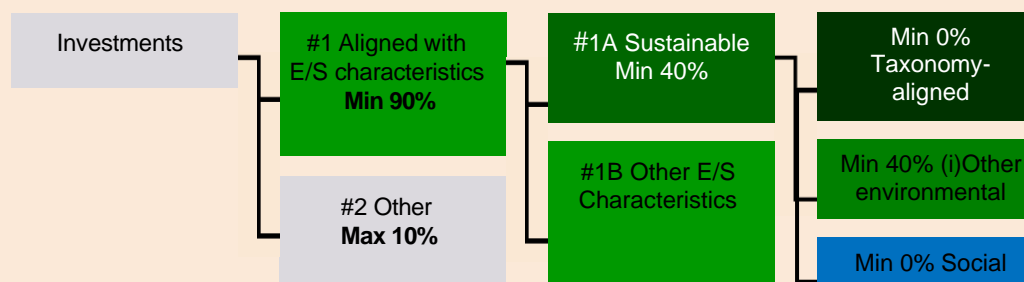 Investments
#1 Aligned with
E/S characteristics
Min 90%
#2 Other
Max 10%
#1A Sustainable
Min 40%
#1B Other E/S
Characteristics
Min 0%
Taxonomy-
aligned
Min 40% (i)Other
environmental
Min 0% Social